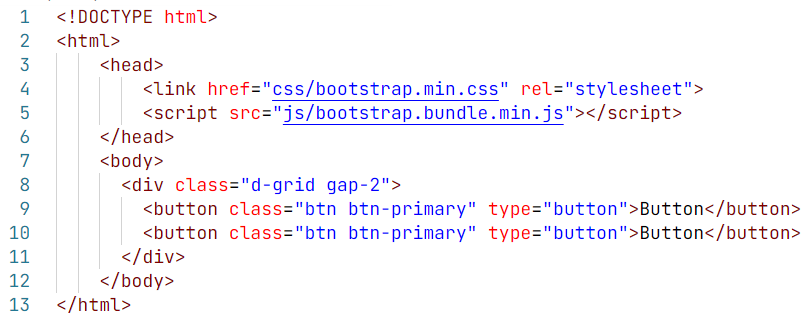 1 <!DOCTYPE html>
2 <html>
3     <head>
4         <link href="css/bootstrap.min.css" rel="stylesheet">
5         <script src="js/bootstrap.bundle.min.js"></script>
6     </head>
7     <body>
8       <div class="d-grid gap-2">
9         <button class="btn btn-primary" type="button">Button</button>
10         <button class="btn btn-primary" type="button">Button</button>
11       </div>
12     </body>
13 </html>